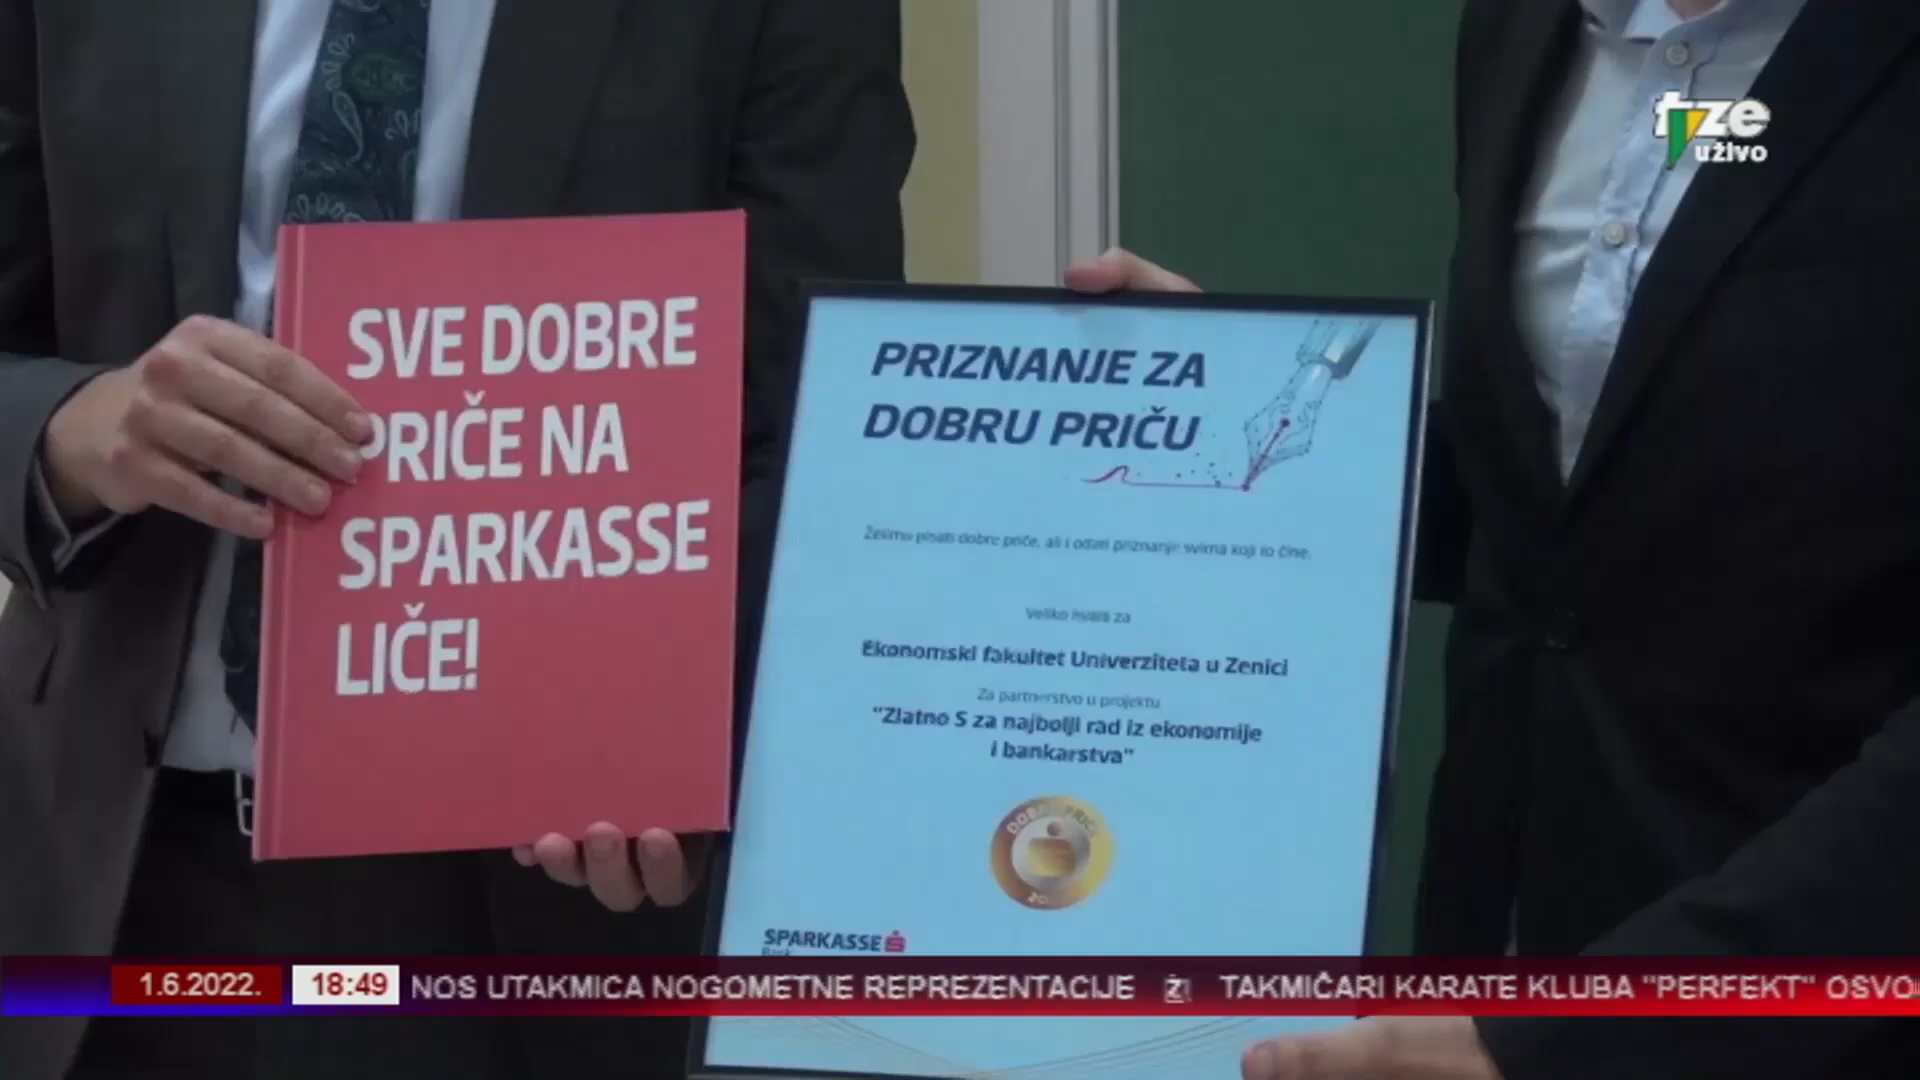 tvze
uživo
SVE DOBRE
PRIČE NA
SPARKASSE
LIČE!
PRIZNANJE ZA
DOBRU PRIČU
Želimo pisati dobre priče, ali i odati priznanje svima koji to čine.
Veliko hvala za
Ekonomski fakultet Univerziteta u Zenici
Za partnerstvo u projektu
"Zlatno S za najbolji rad iz ekonomije
i bankarstva"
SPARKASSE
Bank
1.6.2022.
18:49
NOS UTAKMICA NOGOMETNE REPREZENTACIJE
TAKMIČARI KARATE KLUBA "PERFEKT" OSVO